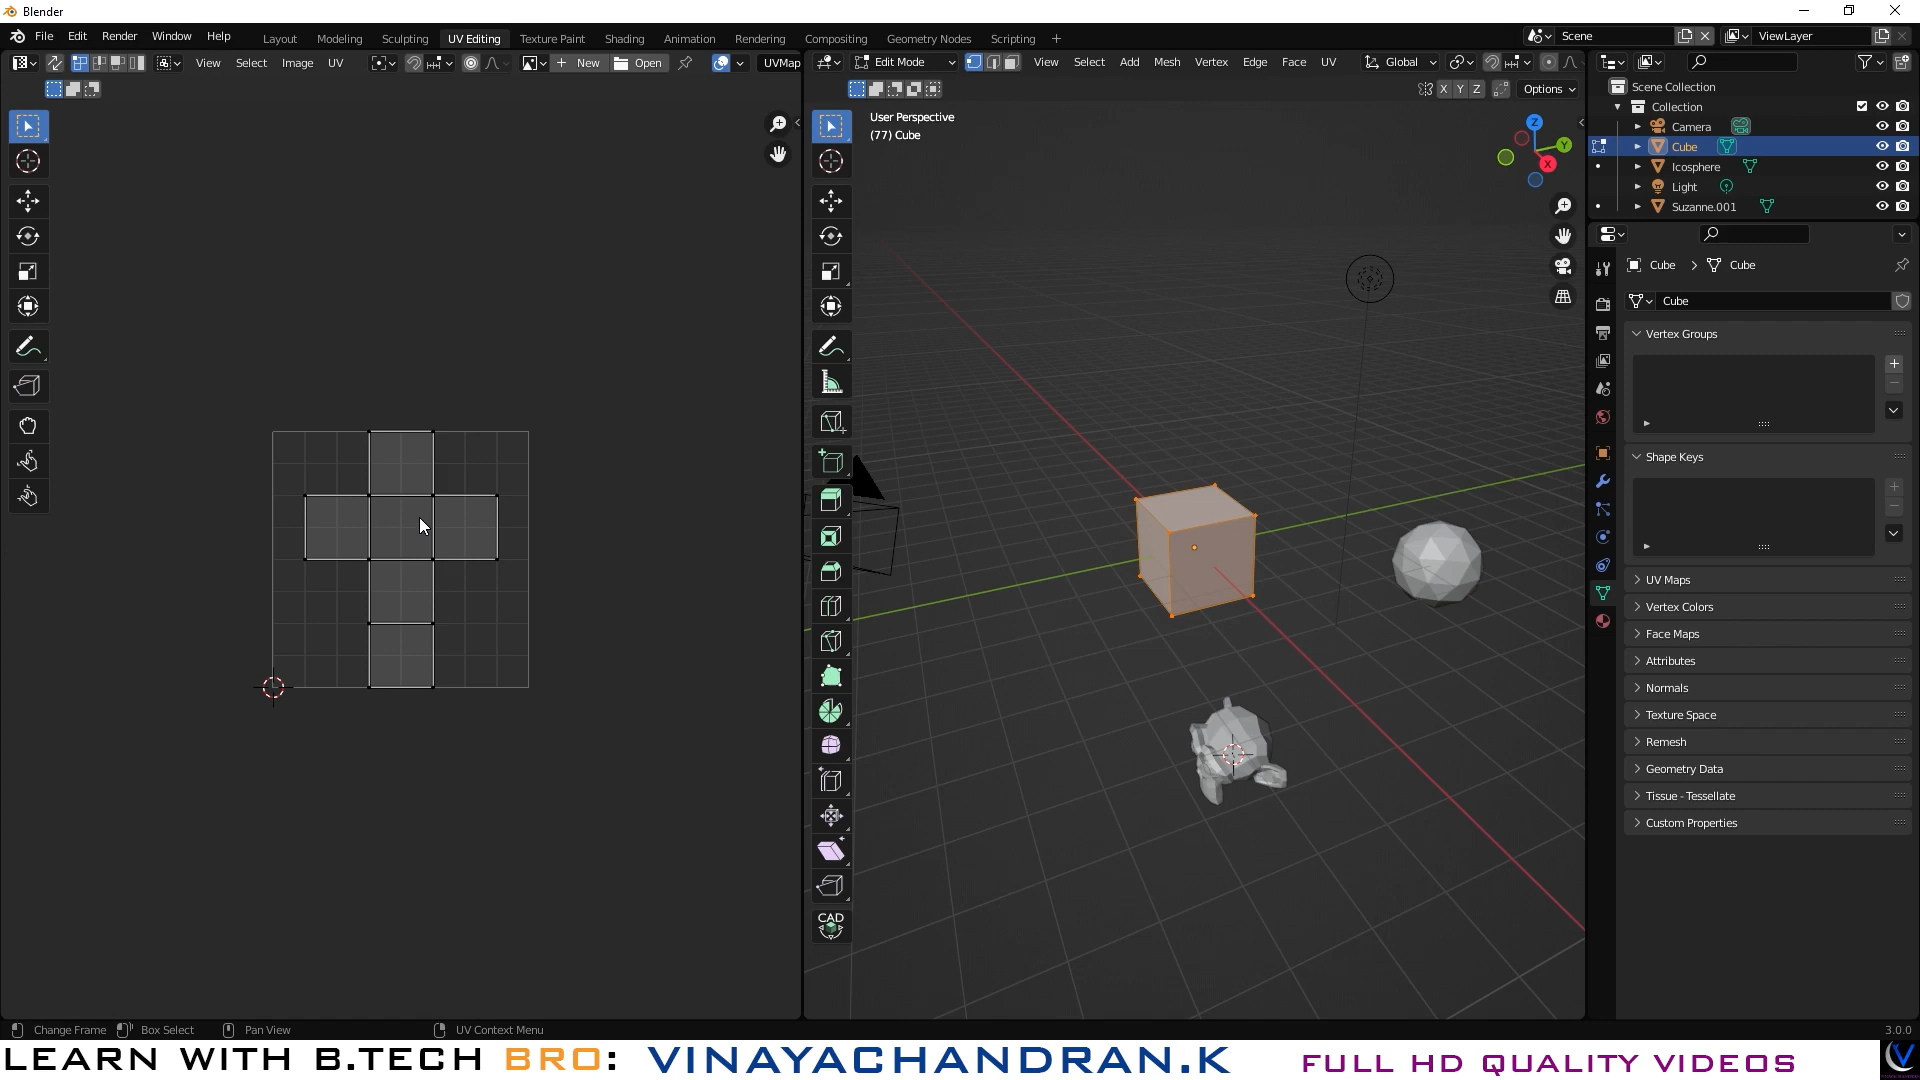 Blender
File Edit Render Window Help
Layout Modeling Sculpting UV Editing Texture Paint Shading Animation Rendering Compositing Geometry Nodes Scripting +
Scene
ViewLayer
View Select Image UV
New
Open
UVMap
Edit Mode
View Select Add Mesh Vertex Edge Face UV
Global
X Y Z
Options
User Perspective
(77) Cube
Z
Y
X
CAD
Scene Collection
Collection
Camera
Cube
Icosphere
Light
Suzanne.001
Cube > Cube
Cube
Vertex Groups
Shape Keys
UV Maps
Vertex Colors
Face Maps
Attributes
Normals
Texture Space
Remesh
Geometry Data
Tissue - Tessellate
Custom Properties
Change Frame Box Select Pan View UV Context Menu
3.0.0
LEARN WITH B.TECH BRO: VINAYACHANDRAN.K FULL HD QUALITY VIDEOS